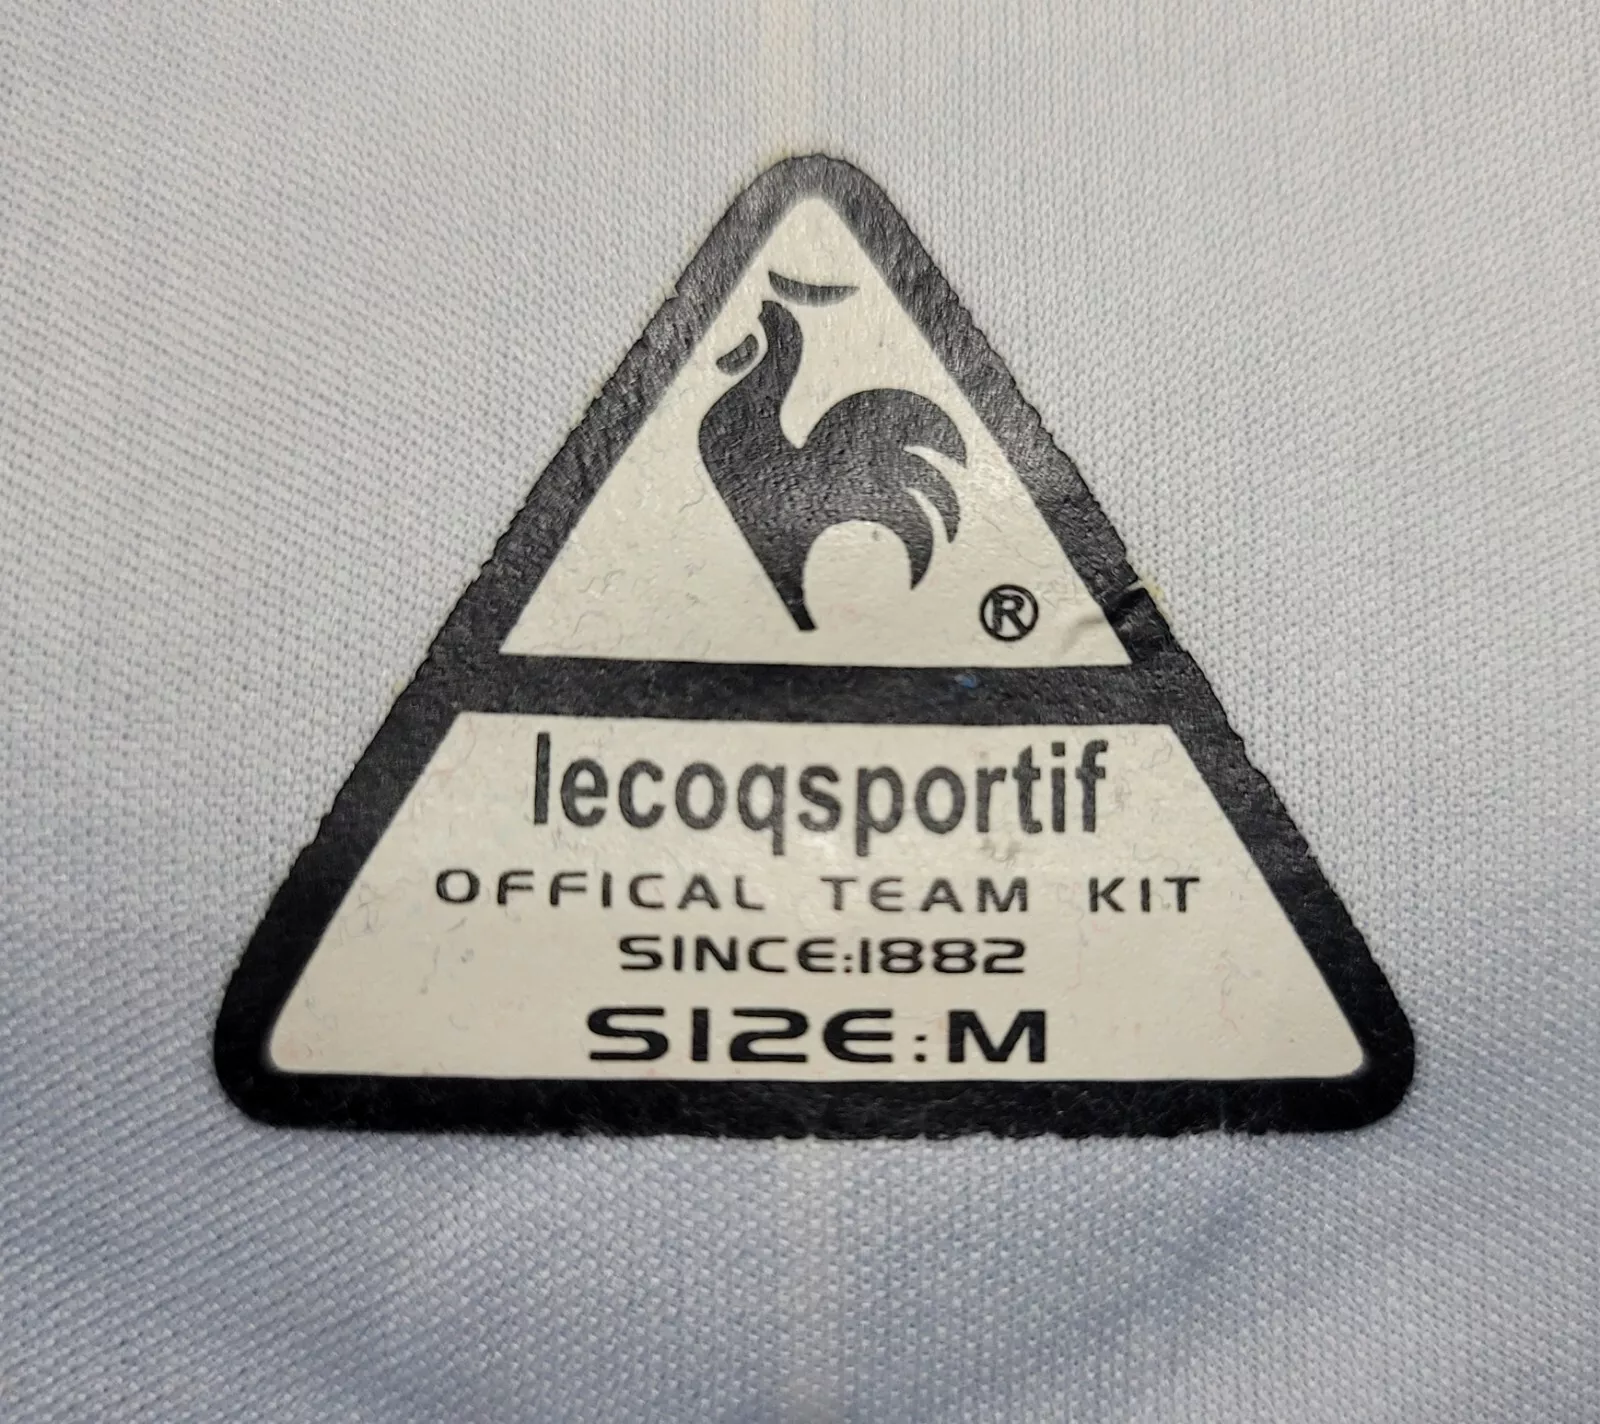 ®
lecoqsportif
OFFICAL TEAM KIT
SINCE:1882
SIZE:M